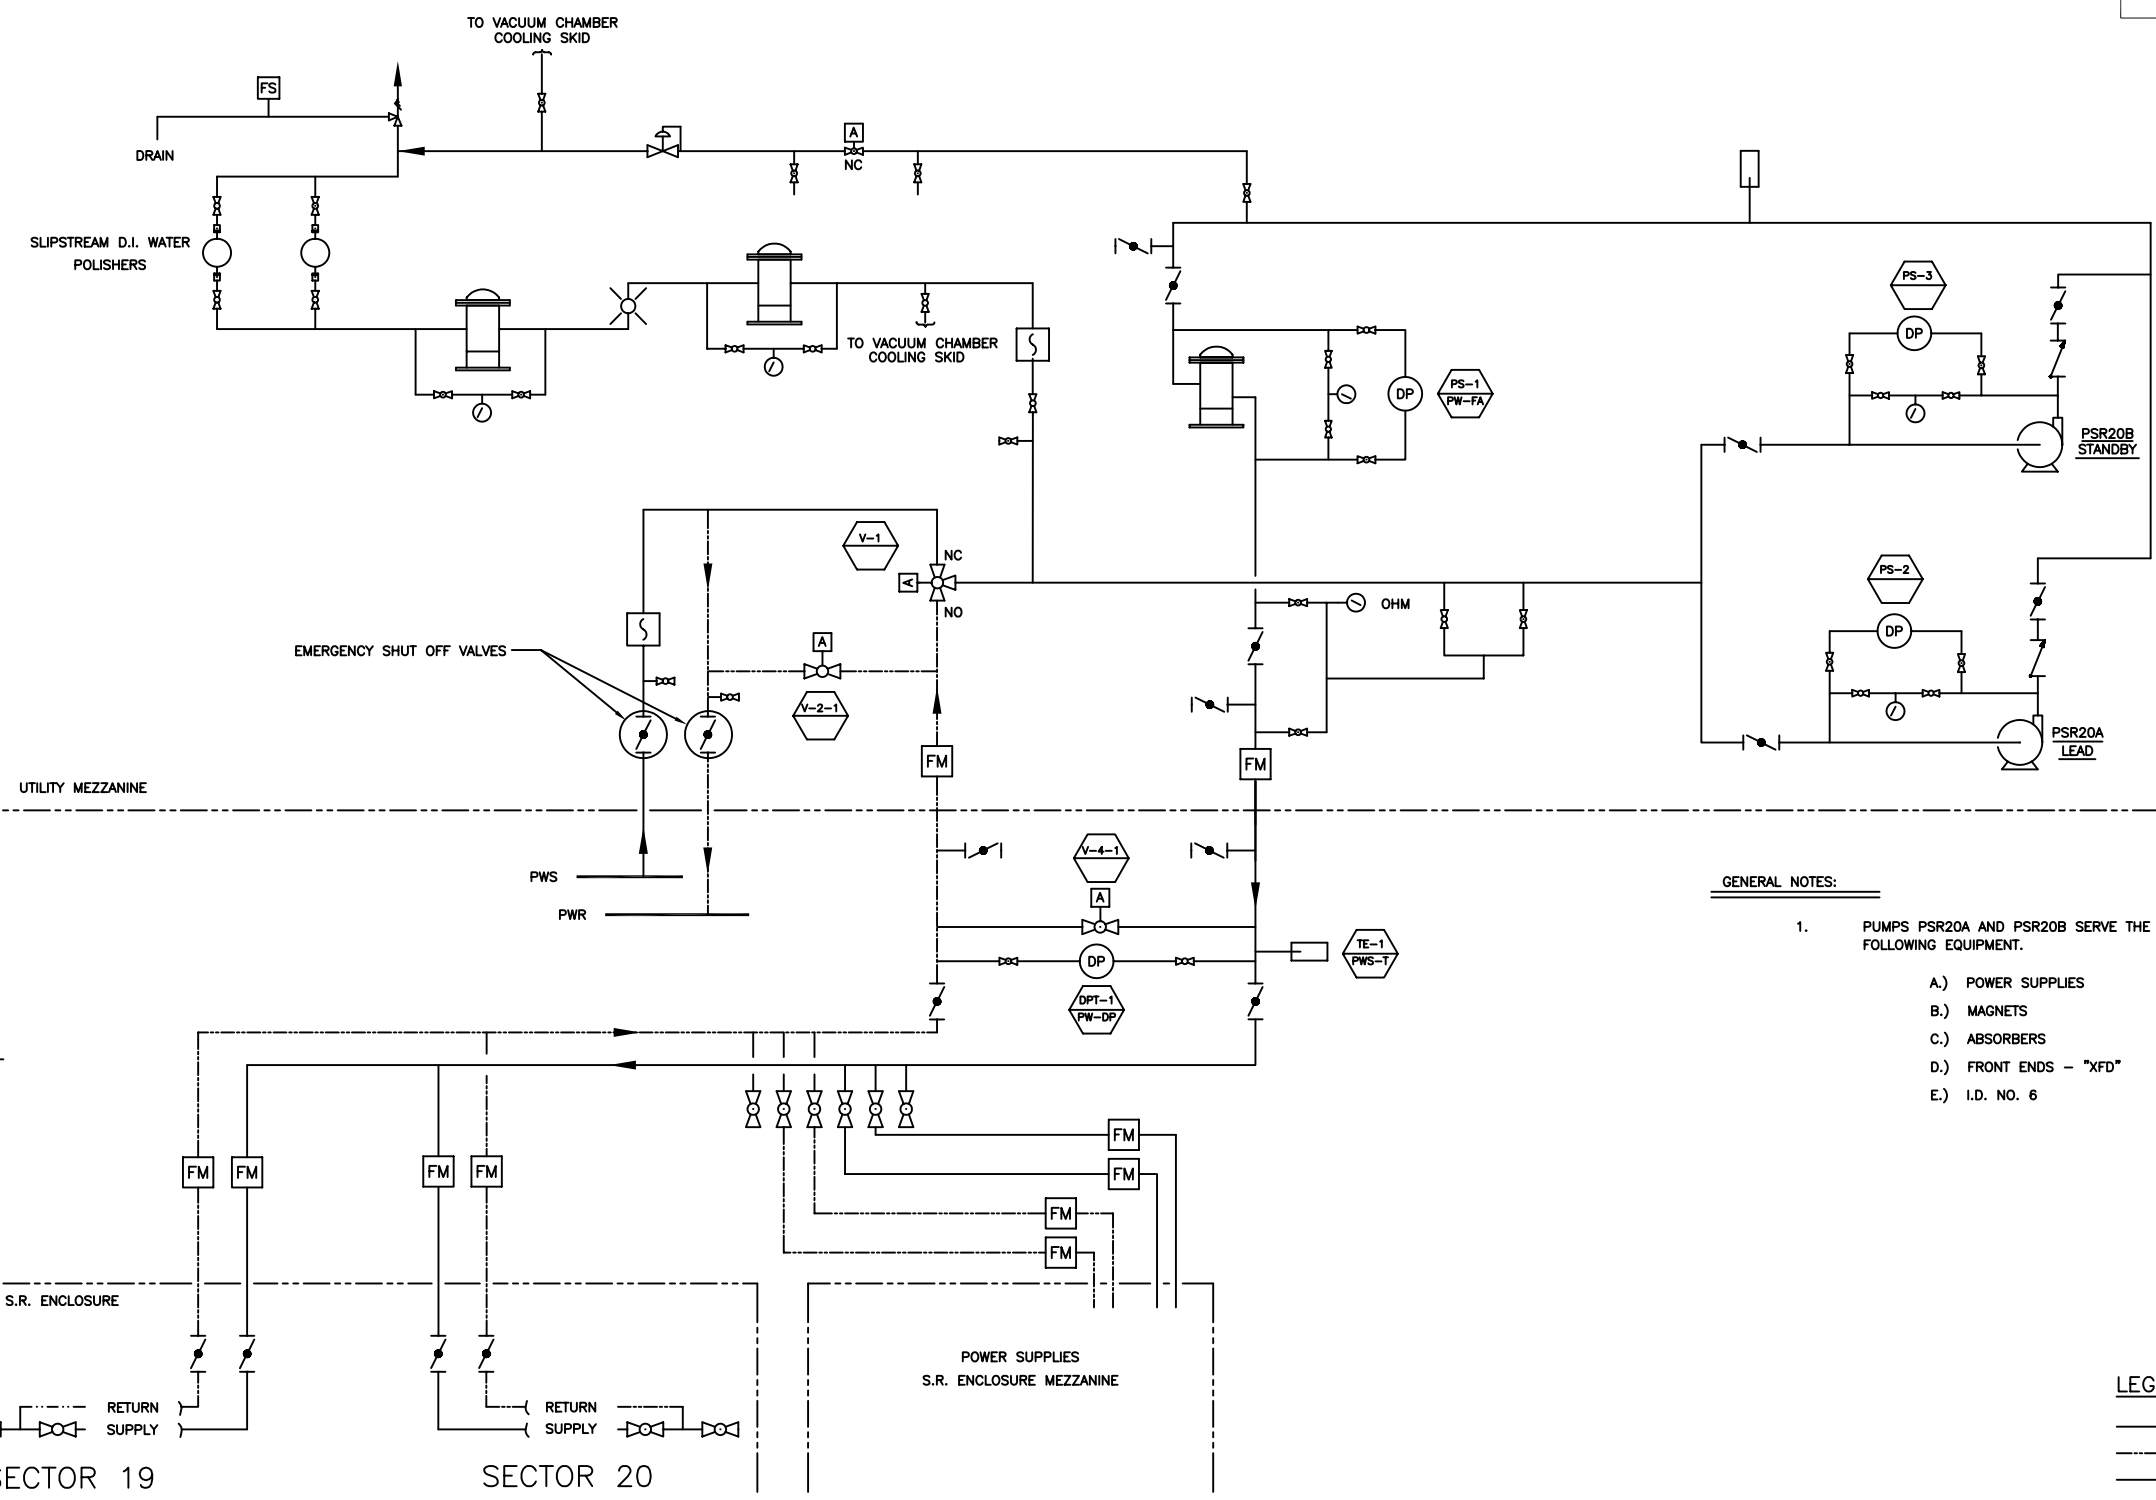 TO VACUUM CHAMBER
COOLING SKID
FS
DRAIN
A
NC
SLIPSTREAM D.I. WATER
POLISHERS
TO VACUUM CHAMBER
COOLING SKID
PS-3
DP
PS-1
PW-FA
DP
PSR20B
STANDBY
V-1
NC
A
NO
OHM
PS-2
DP
EMERGENCY SHUT OFF VALVES
A
V-2-1
FM
FM
PSR20A
LEAD
UTILITY MEZZANINE
PWS
PWR
V-4-1
A
TE-1
PWS-T
DP
DPT-1
PW-DP
GENERAL NOTES:
1. PUMPS PSR20A AND PSR20B SERVE THE
FOLLOWING EQUIPMENT.
A.) POWER SUPPLIES
B.) MAGNETS
C.) ABSORBERS
D.) FRONT ENDS - "XFD"
E.) I.D. NO. 6
FM
FM
FM
FM
FM
FM
FM
FM
S.R. ENCLOSURE
POWER SUPPLIES
S.R. ENCLOSURE MEZZANINE
RETURN
SUPPLY
RETURN
SUPPLY
SECTOR 19
SECTOR 20
LEG